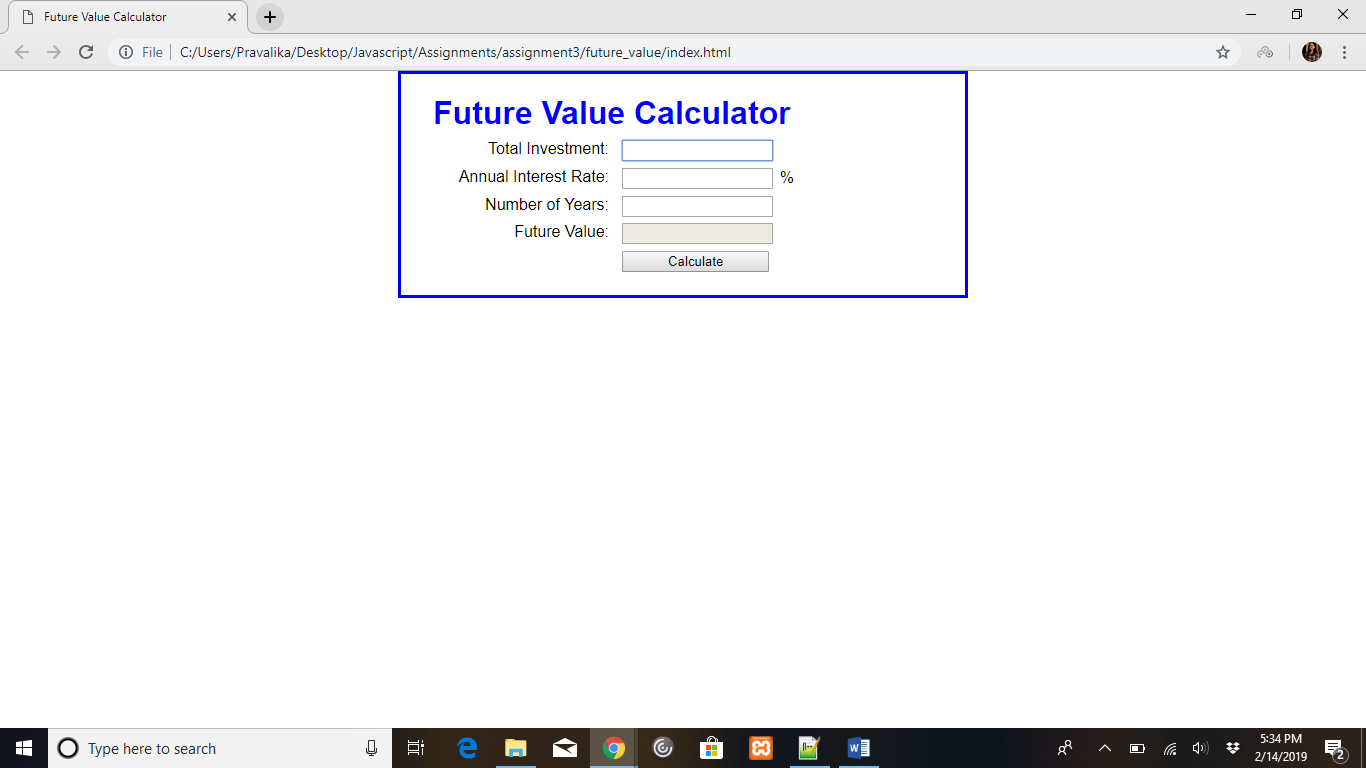 Future Value Calculator
File
C:/Users/Pravalika/Desktop/Javascript/Assignments/assignment3/future_value/index.html
Future Value Calculator
Total Investment:
Annual Interest Rate: %
Number of Years:
Future Value:
Calculate
Type here to search
5:34 PM
2/14/2019
2